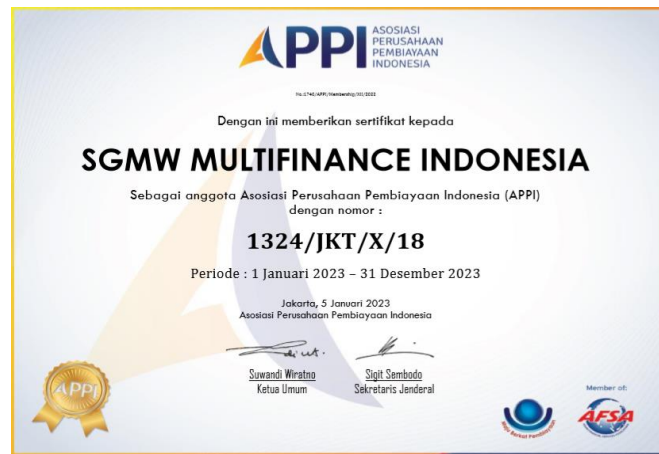 APPI
ASOSIASI
PERUSAHAAN
PEMBIAYAAN
INDONESIA
Dengan ini memberikan sertifikat kepada
SGMW MULTIFINANCE INDONESIA
Sebagai anggota Asosiasi Perusahaan Pembiayaan Indonesia (APPI)
dengan nomor :
1324/JKT/X/18
Periode : 1 Januari 2023 – 31 Desember 2023
Jakarta, 5 Januari 2023
Asosiasi Perusahaan Pembiayaan Indonesia
Suwandi Wiratno
Ketua Umum
Sigit Sembodo
Sekretaris Jenderal
APPI
Member of:
AFSA